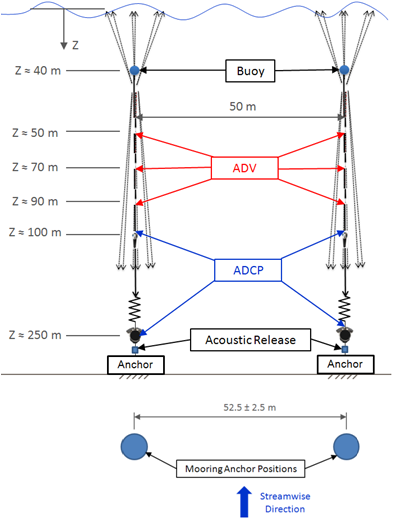 Z
Z ≈ 40 m
Buoy
50 m
Z ≈ 50 m
Z ≈ 70 m
ADV
Z ≈ 90 m
Z ≈ 100 m
ADCP
Z ≈ 250 m
Acoustic Release
Anchor
Anchor
52.5 ± 2.5 m
Mooring Anchor Positions
Streamwise
Direction